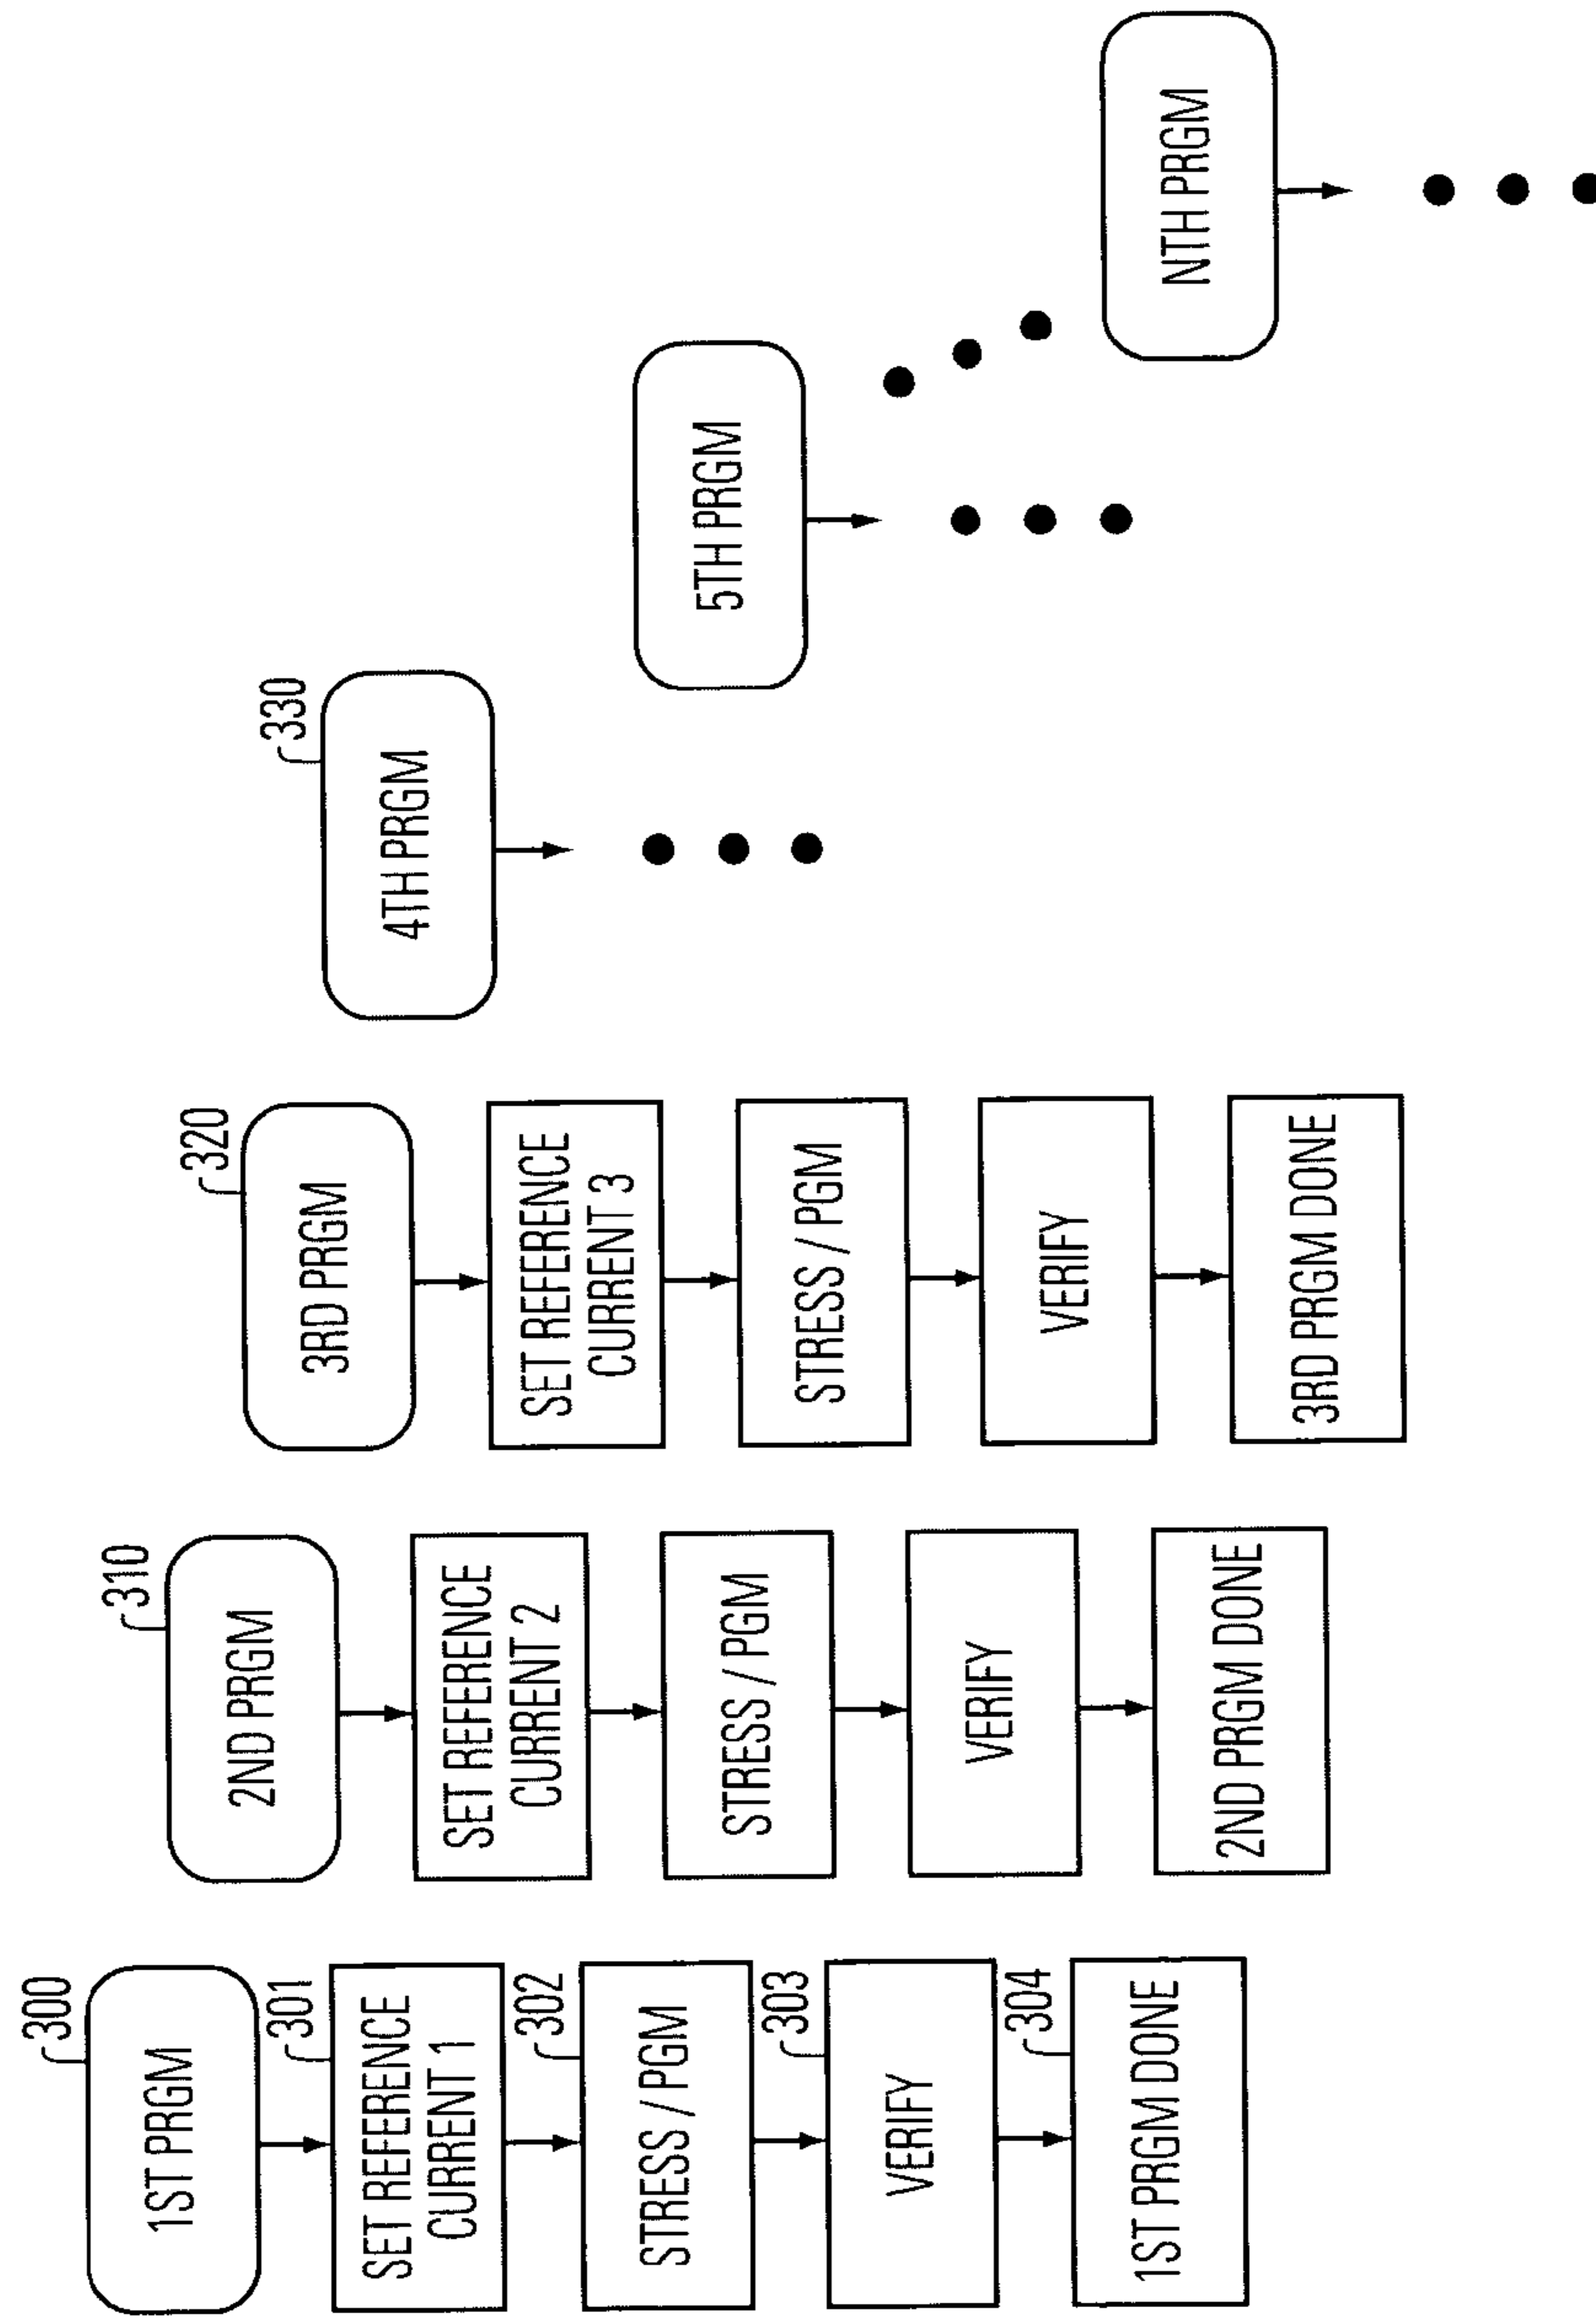 300
1ST PRGM
301
SET REFERENCE
CURRENT 1
302
STRESS / PGM
303
VERIFY
304
1ST PRGM DONE
310
2ND PRGM
SET REFERENCE
CURRENT 2
STRESS / PGM
VERIFY
2ND PRGM DONE
320
3RD PRGM
SET REFERENCE
CURRENT 3
STRESS / PGM
VERIFY
3RD PRGM DONE
330
4TH PRGM
5TH PRGM
NTH PRGM